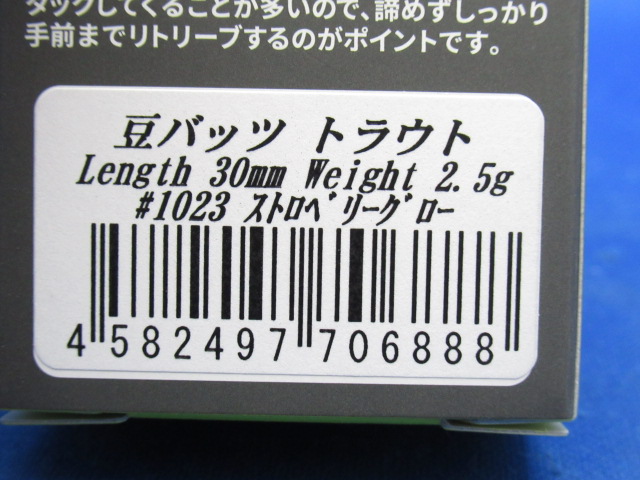 タックしてくることが多いので、諦めずしっかり
手前までリトリーブするのがポイントです。
豆バッツ トラウト
Length 30mm Weight 2.5g
#1023 ｽﾄﾛﾍﾞﾘｰｸﾞﾛｰ
4 582497 706888